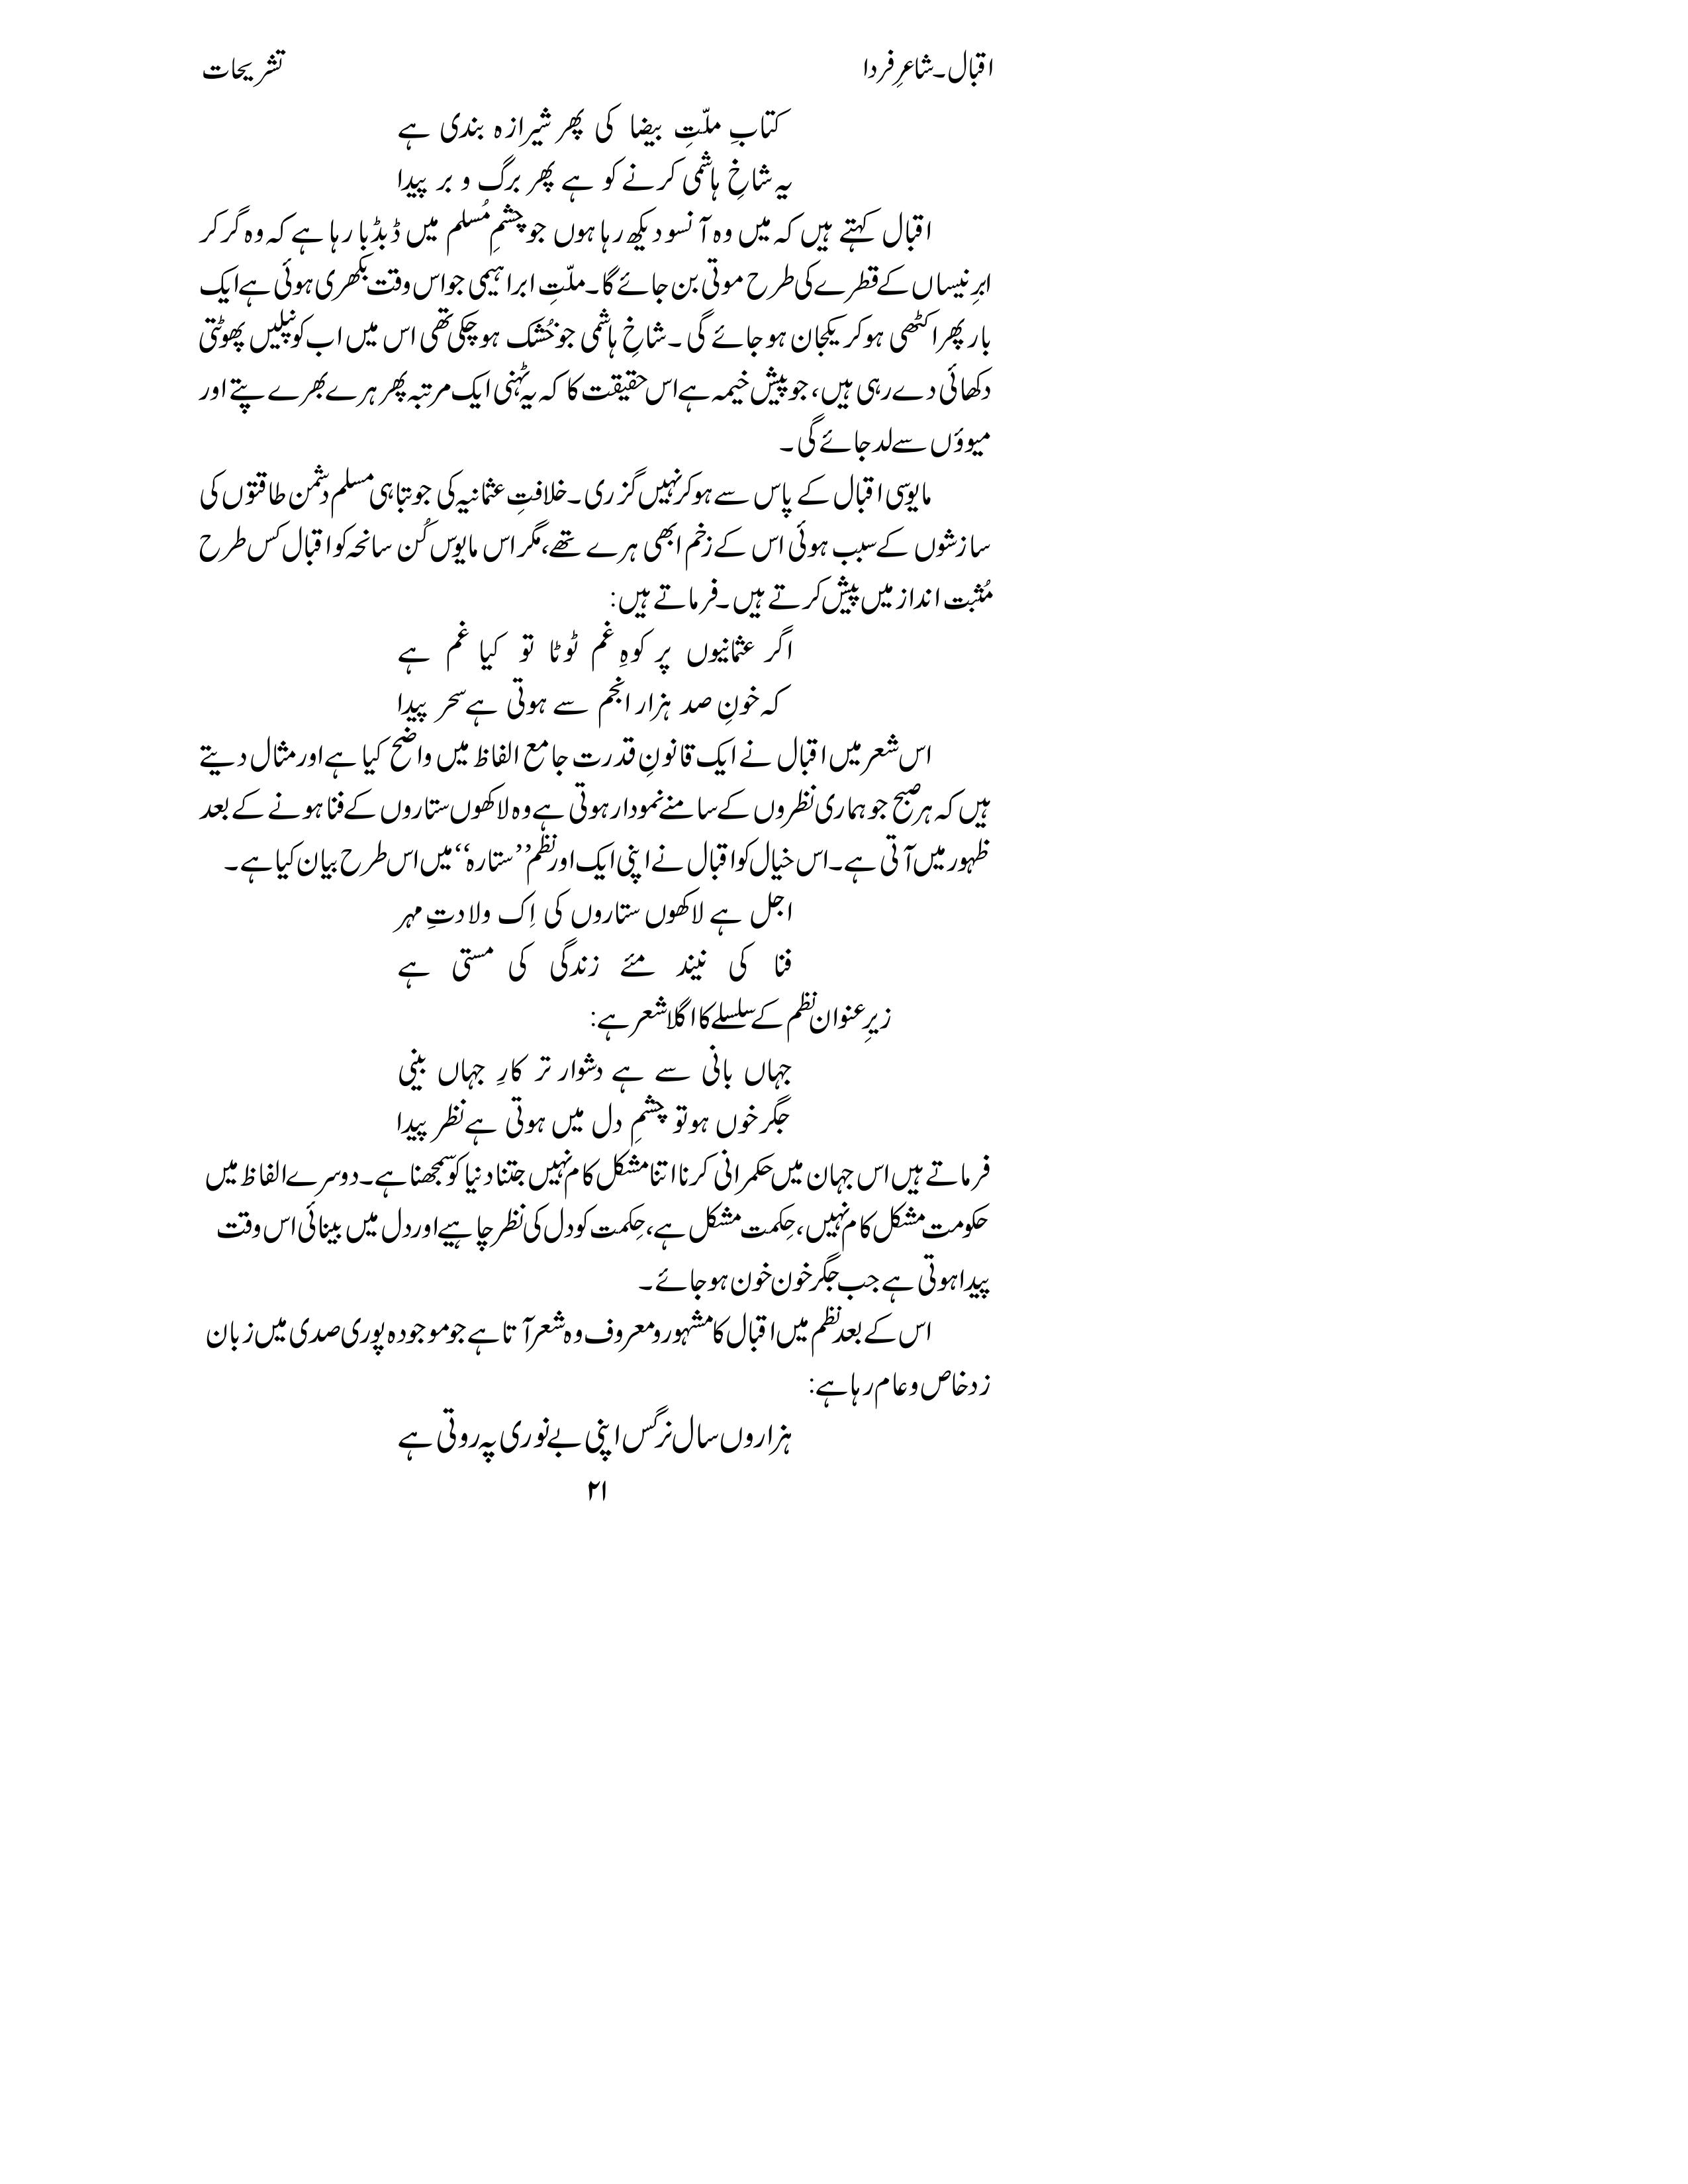 اقبال۔شاعرِ فردا تشریحات
کتابِ ملّتِ بیضا کی پھر شیرازہ بندی ہے
یہ شاخِ ہاشمی کرنے کو ہے پھر برگ و بر پیدا
اقبال کہتے ہیں کہ میں وہ آنسو دیکھ رہا ہوں جو چشمِ مُسلم میں ڈبڈبا رہا ہے کہ وہ گر کر
ابرِ نیساں کے قطرے کی طرح موتی بن جائے گا۔ملّتِ ابراہیمی جو اس وقت بکھری ہوئی ہے ایک
بار پھر اکٹھی ہو کر یکجان ہو جائے گی ۔شاخِ ہاشمی جو خُشک ہو چکی تھی اس میں اب کونپلیں پھوٹتی
دکھائی دے رہی ہیں، جو پیش خیمہ ہے اس حقیقت کا کہ یہ ٹہنی ایک مرتبہ پھر ہرے بھرے پتے اور
میوؤں سے لد جائے گی۔
مایوسی اقبال کے پاس سے ہو کر نہیں گزری۔خلافتِ عثمانیہ کی جو تباہی مسلم دشمن طاقتوں کی
سازشوں کے سبب ہوئی اس کے زخم ابھی ہرے تھے،مگر اس مایوس کُن سانحہ کو اقبال کس طرح
مُثبت انداز میں پیش کرتے ہیں۔فرماتے ہیں:
اگر عثمانیوں پر کوہِ غم ٹوٹا تو کیا غم ہے
کہ خونِ صد ہزار انجم سے ہوتی ہے سحر پیدا
اس شعر میں اقبال نے ایک قانونِ قدرت جامع الفاظ میں واضح کیا ہے اور مثال دیتے
ہیں کہ ہر صبح جو ہماری نظروں کے سامنے نمودار ہوتی ہے وہ لاکھوں ستاروں کے فنا ہونے کے بعد
ظہور میں آتی ہے۔اس خیال کو اقبال نے اپنی ایک اور نظم ’’ستارہ‘‘ میں اس طرح بیان کیا ہے۔
اجل ہے لاکھوں ستاروں کی اِک ولادتِ مہر
فنا کی نیند مئے زندگی کی مستی ہے
زیرِ عنوان نظم کے سلسلے کا اگلا شعر ہے:
جہاں بانی سے ہے دشوار تر کارِ جہاں بینی
جگر خوں ہو تو چشمِ دل میں ہوتی ہے نظر پیدا
فرماتے ہیں اس جہان میں حکمرانی کرنا اتنا مشکل کام نہیں جتنا دنیا کو سمجھنا ہے۔دوسرے الفاظ میں
حکومت مشکل کام نہیں،حِکمت مشکل ہے،حِکمت کو دل کی نظر چاہیے اور دل میں بینائی اس وقت
پیدا ہوتی ہے جب جگر خون خون ہو جائے۔
اس کے بعد نظم میں اقبال کا مشہور و معروف وہ شعر آتا ہے جو موجودہ پوری صدی میں زبان
زد خاص و عام رہا ہے:
ہزاروں سال نرگس اپنی بے نوری پہ روتی ہے
۲۱